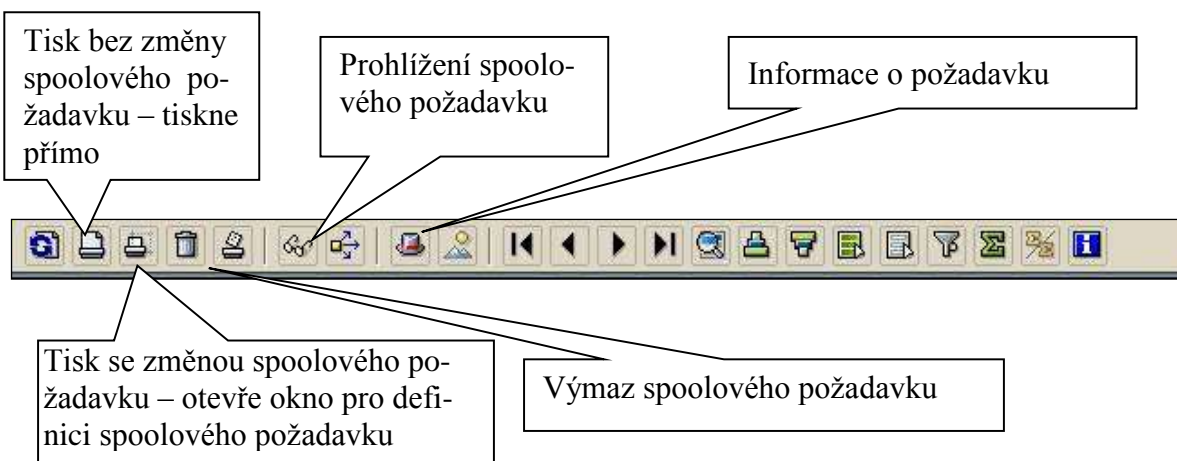 Tisk bez změny
spoolového po-
žadavku – tiskne
přímo
Prohlížení spoolo-
vého požadavku
Informace o požadavku
Tisk se změnou spoolového po-
žadavku – otevře okno pro defi-
nici spoolového požadavku
Výmaz spoolového požadavku